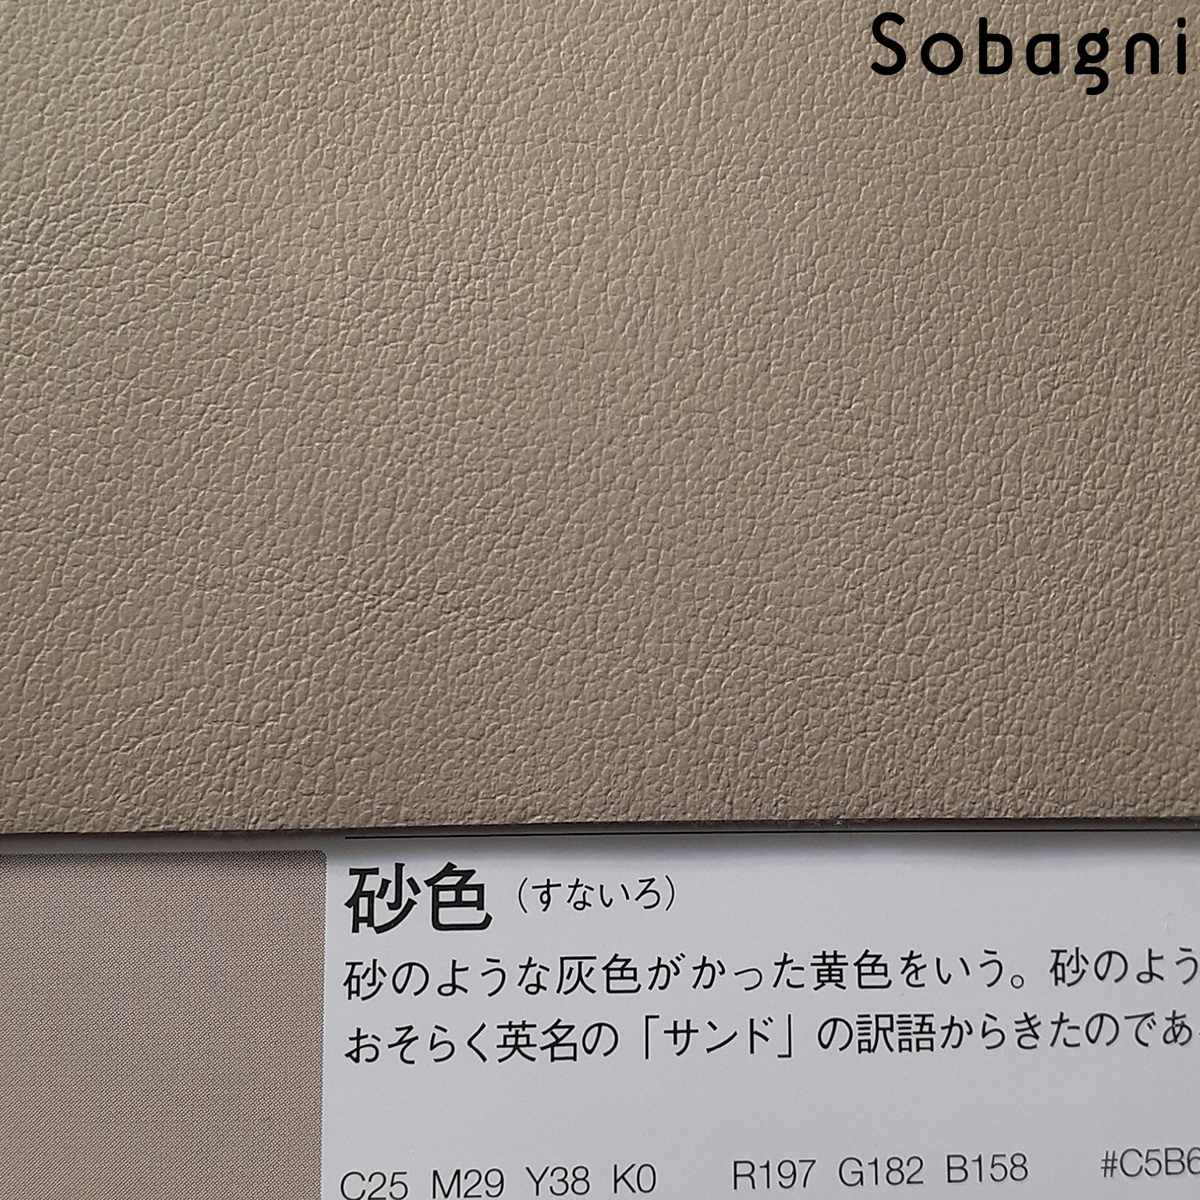 Sobagni
砂色（すないろ）
砂のような灰色がかった黄色をいう。砂のよう
おそらく英名の「サンド」の訳語からきたのであ
C25 M29 Y38 K0 R197 G182 B158 #C5B6